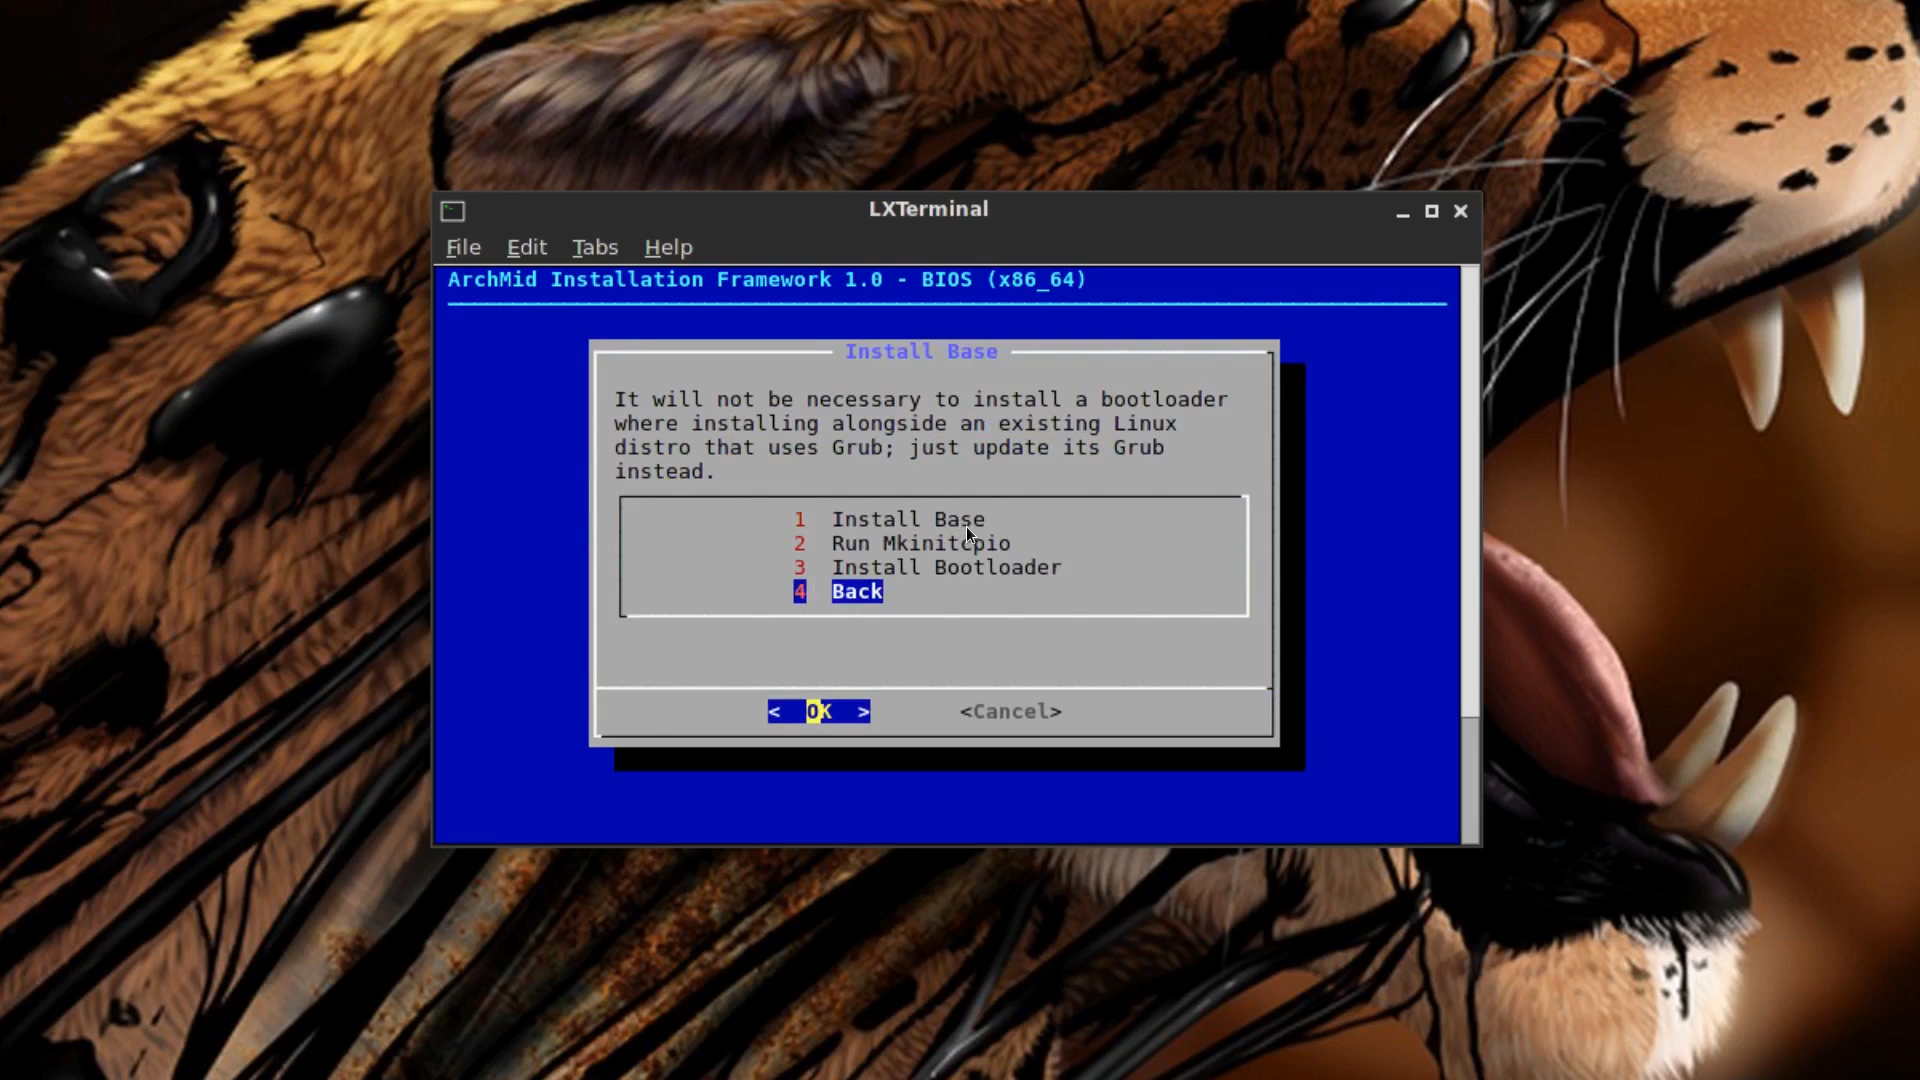 LXTerminal
File Edit Tabs Help
ArchMid Installation Framework 1.0 - BIOS (x86_64)
Install Base
It will not be necessary to install a bootloader
where installing alongside an existing Linux
distro that uses Grub; just update its Grub
instead.
1 Install Base
2 Run Mkinitcpio
3 Install Bootloader
4 Back
< OK > <Cancel>